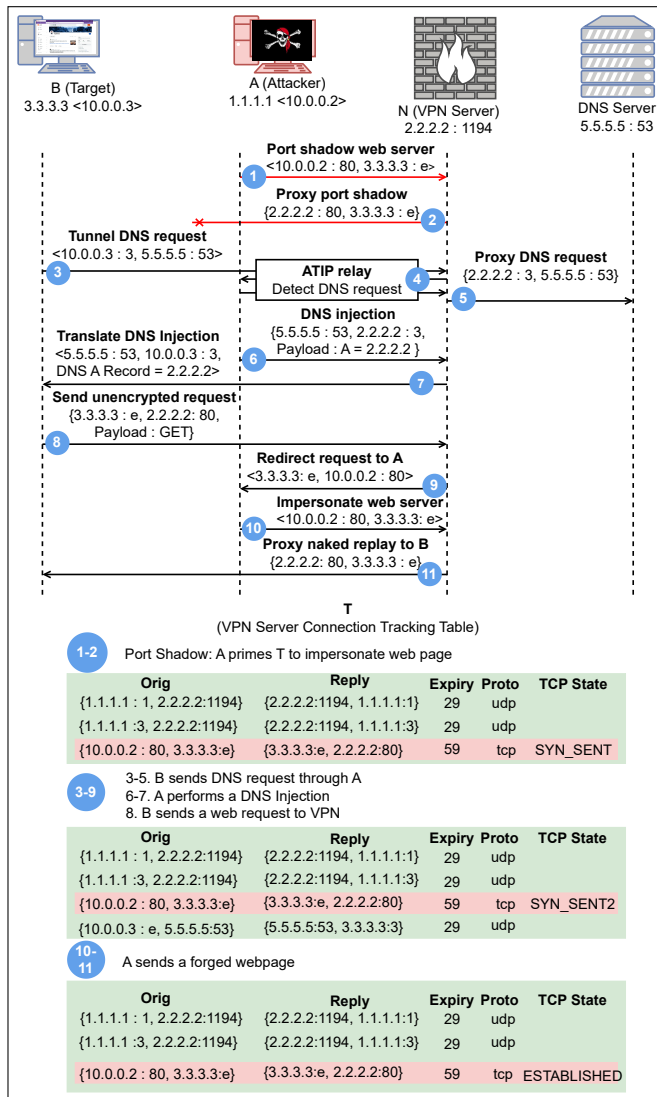 B (Target)
3.3.3.3 <10.0.0.3>
A (Attacker)
1.1.1.1 <10.0.0.2>
N (VPN Server)
2.2.2.2 : 1194
DNS Server
5.5.5.5 : 53
Port shadow web server
<10.0.0.2 : 80, 3.3.3.3 : e>
1
Proxy port shadow
{2.2.2.2 : 80, 3.3.3.3 : e}
2
Tunnel DNS request
<10.0.0.3 : 3, 5.5.5.5 : 53>
3
ATIP relay
Detect DNS request
4
Proxy DNS request
{2.2.2.2 : 3, 5.5.5.5 : 53}
5
DNS injection
{5.5.5.5 : 53, 2.2.2.2 : 3,
Payload : A = 2.2.2.2 }
6
Translate DNS Injection
<5.5.5.5 : 53, 10.0.0.3 : 3,
DNS A Record = 2.2.2.2>
7
Send unencrypted request
{3.3.3.3 : e, 2.2.2.2: 80,
Payload : GET}
8
Redirect request to A
<3.3.3.3: e, 10.0.0.2 : 80>
9
Impersonate web server
<10.0.0.2 : 80, 3.3.3.3: e>
10
Proxy naked replay to B
{2.2.2.2: 80, 3.3.3.3 : e}
11
T
(VPN Server Connection Tracking Table)
1-2
Port Shadow: A primes T to impersonate web page
Orig Reply Expiry Proto TCP State
{1.1.1.1 : 1, 2.2.2.2:1194} {2.2.2.2:1194, 1.1.1.1:1} 29 udp
{1.1.1.1 :3, 2.2.2.2:1194} {2.2.2.2:1194, 1.1.1.1:3} 29 udp
{10.0.0.2 : 80, 3.3.3.3:e} {3.3.3.3:e, 2.2.2.2:80} 59 tcp SYN_SENT
3-9
3-5. B sends DNS request through A
6-7. A performs a DNS Injection
8. B sends a web request to VPN
Orig Reply Expiry Proto TCP State
{1.1.1.1 : 1, 2.2.2.2:1194} {2.2.2.2:1194, 1.1.1.1:1} 29 udp
{1.1.1.1 :3, 2.2.2.2:1194} {2.2.2.2:1194, 1.1.1.1:3} 29 udp
{10.0.0.2 : 80, 3.3.3.3:e} {3.3.3.3:e, 2.2.2.2:80} 59 tcp SYN_SENT2
{10.0.0.3 : e, 5.5.5.5:53} {5.5.5.5:53, 3.3.3.3:3} 29 udp
10-
11
A sends a forged webpage
Orig Reply Expiry Proto TCP State
{1.1.1.1 : 1, 2.2.2.2:1194} {2.2.2.2:1194, 1.1.1.1:1} 29 udp
{1.1.1.1 :3, 2.2.2.2:1194} {2.2.2.2:1194, 1.1.1.1:3} 29 udp
{10.0.0.2 : 80, 3.3.3.3:e} {3.3.3.3:e, 2.2.2.2:80} 59 tcp ESTABLISHED